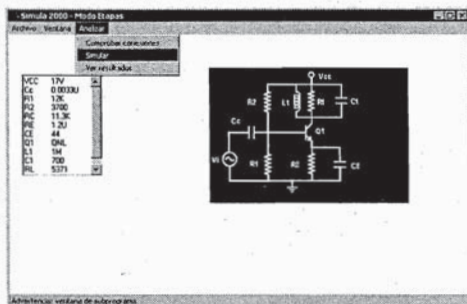 - Simula 2000 - Modo Etapas
Archivo Ventana Analizar
Comprobar conexiones
Simular
Ver resultados
VCC 17V
Cc 0.0033U
R1 12K
R2 3700
RC 11.3K
RE 1.2U
CE 44
Q1 QNL
L1 1M
C1 700
RL 5371
Vcc
R2 L1 Rl C1
Cc Q1
Vi R1 R2 CE
Advertencia: ventana de subprograma